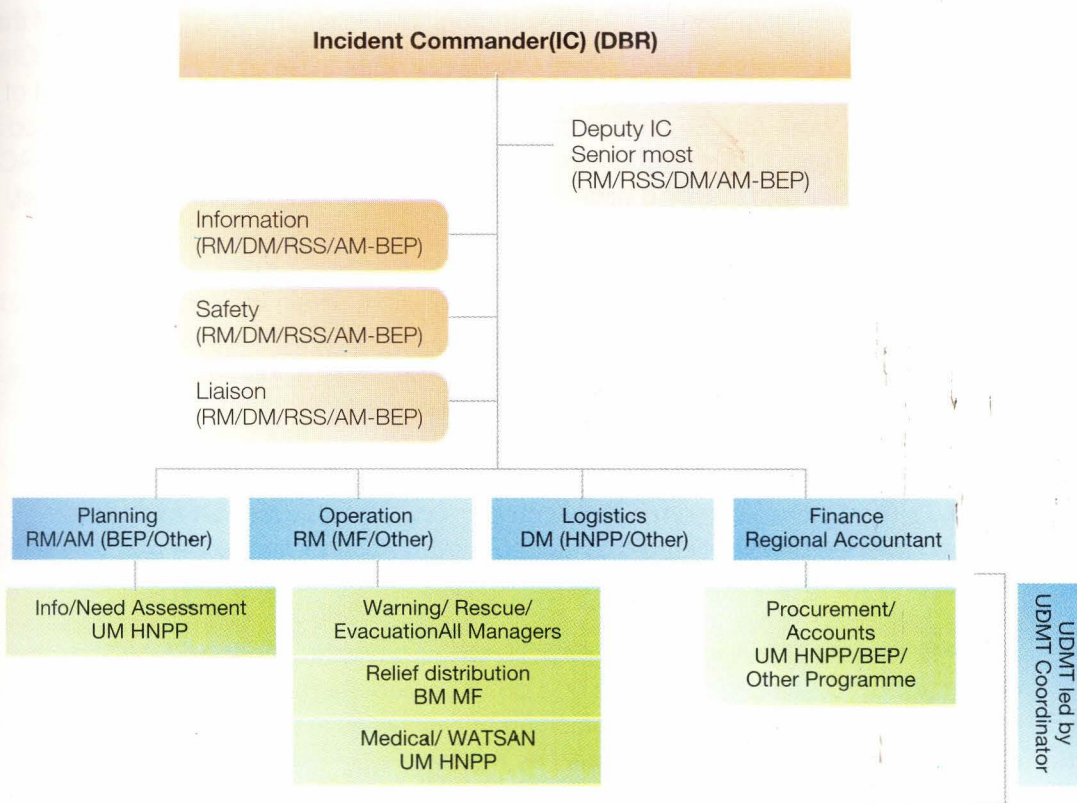 Incident Commander(IC) (DBR)
Deputy IC
Senior most
(RM/RSS/DM/AM-BEP)
Information
(RM/DM/RSS/AM-BEP)
Safety
(RM/DM/RSS/AM-BEP)
Liaison
(RM/DM/RSS/AM-BEP)
Planning
RM/AM (BEP/Other)
Operation
RM (MF/Other)
Logistics
DM (HNPP/Other)
Finance
Regional Accountant
Info/Need Assessment
UM HNPP
Warning/ Rescue/
EvacuationAll Managers
Relief distribution
BM MF
Medical/ WATSAN
UM HNPP
Procurement/
Accounts
UM HNPP/BEP/
Other Programme
UDMT led by
UDMT Coordinator